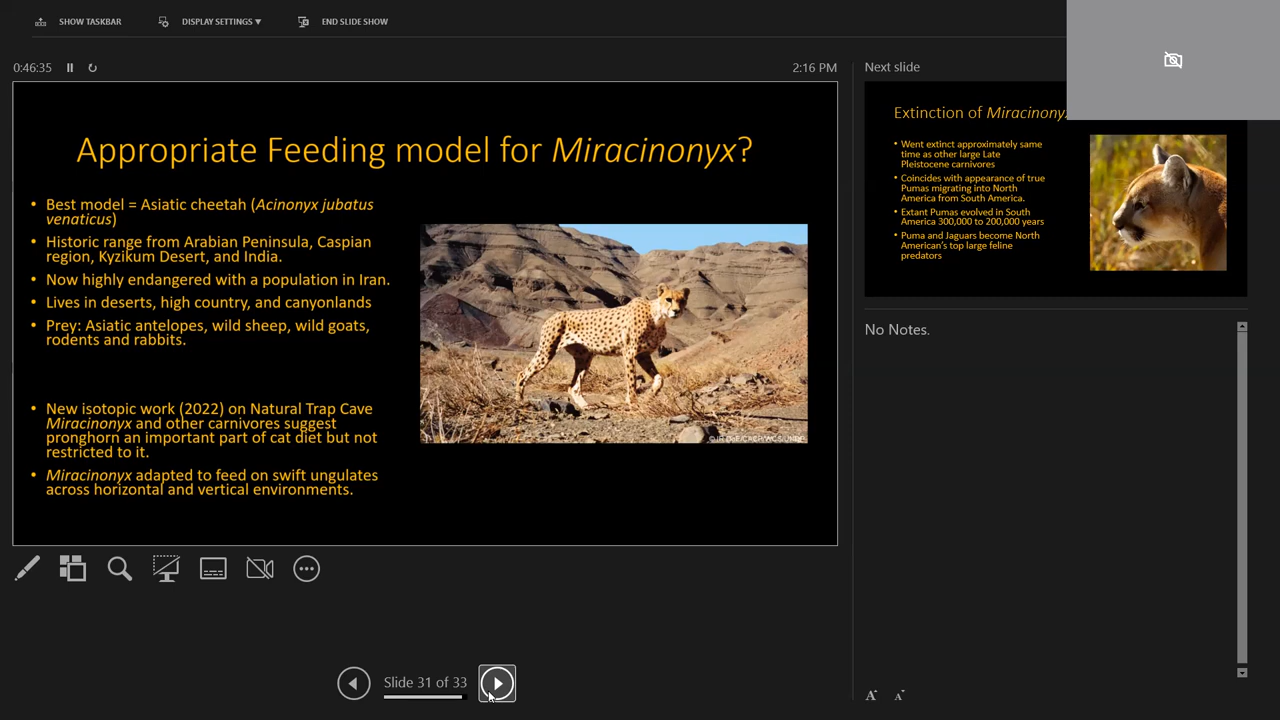 SHOW TASKBAR
DISPLAY SETTINGS ▼
END SLIDE SHOW
0:46:35
2:16 PM
Appropriate Feeding model for Miracinonyx?
• Best model = Asiatic cheetah (Acinonyx jubatus
venaticus)
• Historic range from Arabian Peninsula, Caspian
region, Kyzikum Desert, and India.
• Now highly endangered with a population in Iran.
• Lives in deserts, high country, and canyonlands
• Prey: Asiatic antelopes, wild sheep, wild goats,
rodents and rabbits.
• New isotopic work (2022) on Natural Trap Cave
Miracinonyx and other carnivores suggest
pronghorn an important part of cat diet but not
restricted to it.
• Miracinonyx adapted to feed on swift ungulates
across horizontal and vertical environments.
Slide 31 of 33
Next slide
Extinction of Miracinonyx
• Went extinct approximately same
time as other large Late
Pleistocene carnivores
• Coincides with appearance of true
Pumas migrating into North
America from South America.
• Extant Pumas evolved in South
America 300,000 to 200,000 years
• Puma and Jaguars become North
American's top large feline
predators
No Notes.
A A